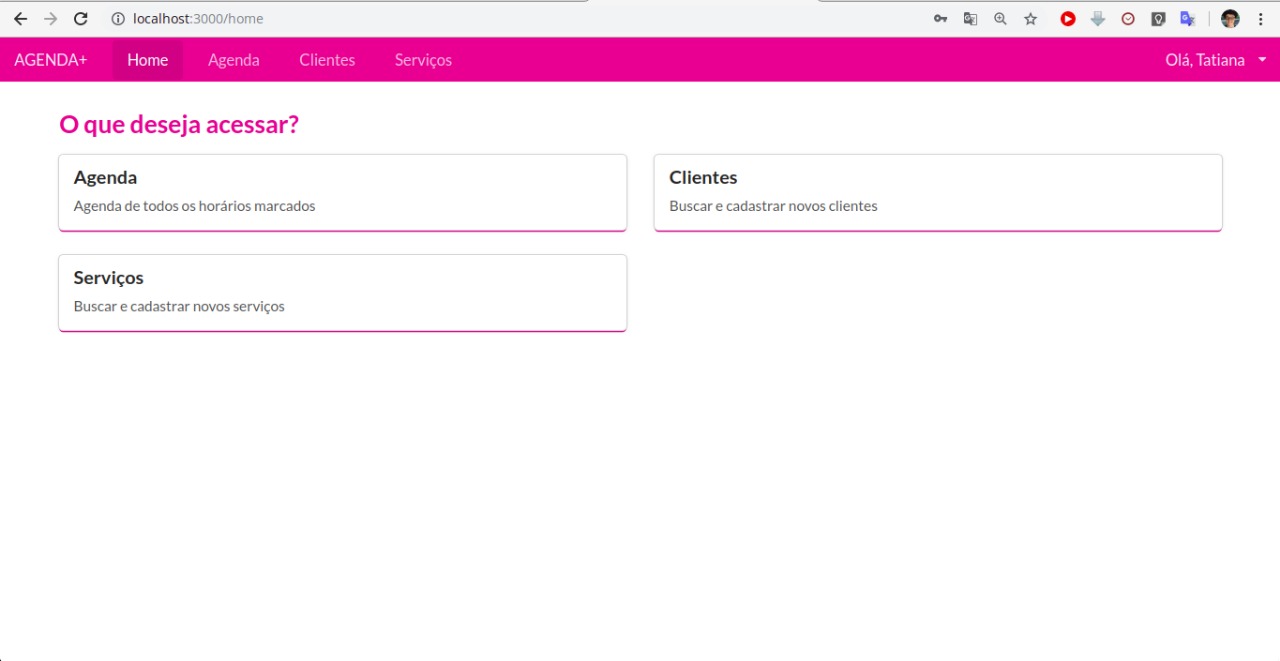 localhost:3000/home
AGENDA+ Home Agenda Clientes Serviços Olá, Tatiana
O que deseja acessar?
Agenda
Agenda de todos os horários marcados
Clientes
Buscar e cadastrar novos clientes
Serviços
Buscar e cadastrar novos serviços